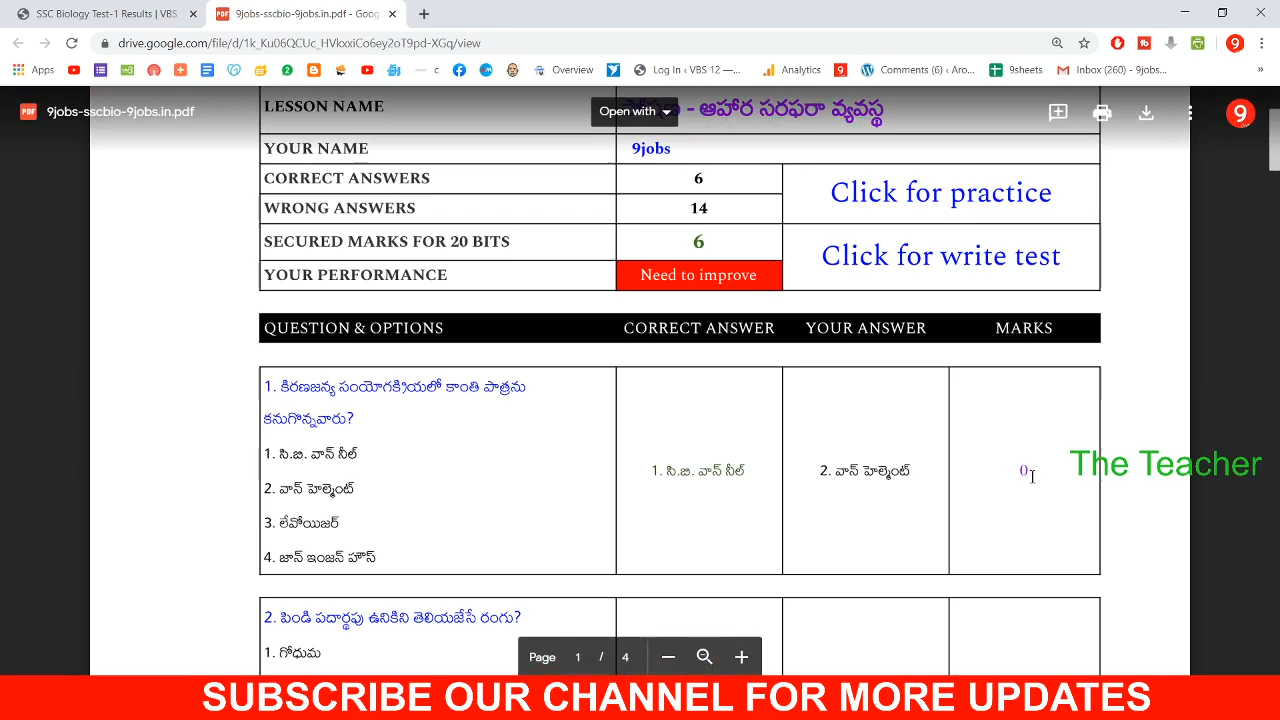 SSC Biology Test-1 Results | VBS
9jobs-sscbio-9jobs.in.pdf - Goog
drive.google.com/file/d/1k_Ku06QCUc_HVkxxiCo6ey2oT9pd-XGq/view
Apps
c
Overview
Log In ‹ VBS 12 —...
Analytics
Comments (6) ‹ Aro...
9sheets
Inbox (260) - 9jobs...
9jobs-sscbio-9jobs.in.pdf
Open with
LESSON NAME
- ఆహార సరఫరా వ్యవస్థ
YOUR NAME 9jobs
CORRECT ANSWERS 6
Click for practice
WRONG ANSWERS 14
SECURED MARKS FOR 20 BITS 6
Click for write test
YOUR PERFORMANCE Need to improve
QUESTION & OPTIONS CORRECT ANSWER YOUR ANSWER MARKS
1. కిరణజన్య సంయోగక్రియలో కాంతి పాత్రను
కనుగొన్నవారు?
1. సి.బి. వాన్ నీల్
2. వాన్ హెల్మెంట్
3. లేవోయిజర్
4. జాన్ ఇంజన్ హౌస్
1. సి.బి. వాన్ నీల్
2. వాన్ హెల్మెంట్
0
The Teacher
2. పిండి పదార్థపు ఉనికిని తెలియజేసే రంగు?
1. గోధుమ
Page 1 / 4
SUBSCRIBE OUR CHANNEL FOR MORE UPDATES